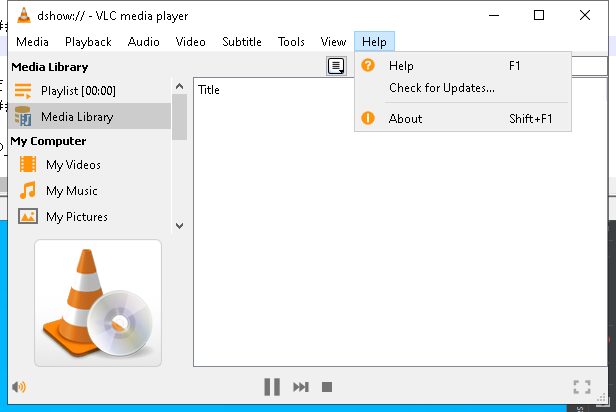 dshow:// - VLC media player
Media Playback Audio Video Subtitle Tools View Help
Media Library
Playlist [00:00]
Media Library
My Computer
My Videos
My Music
My Pictures
Title
Help F1
Check for Updates...
About Shift+F1